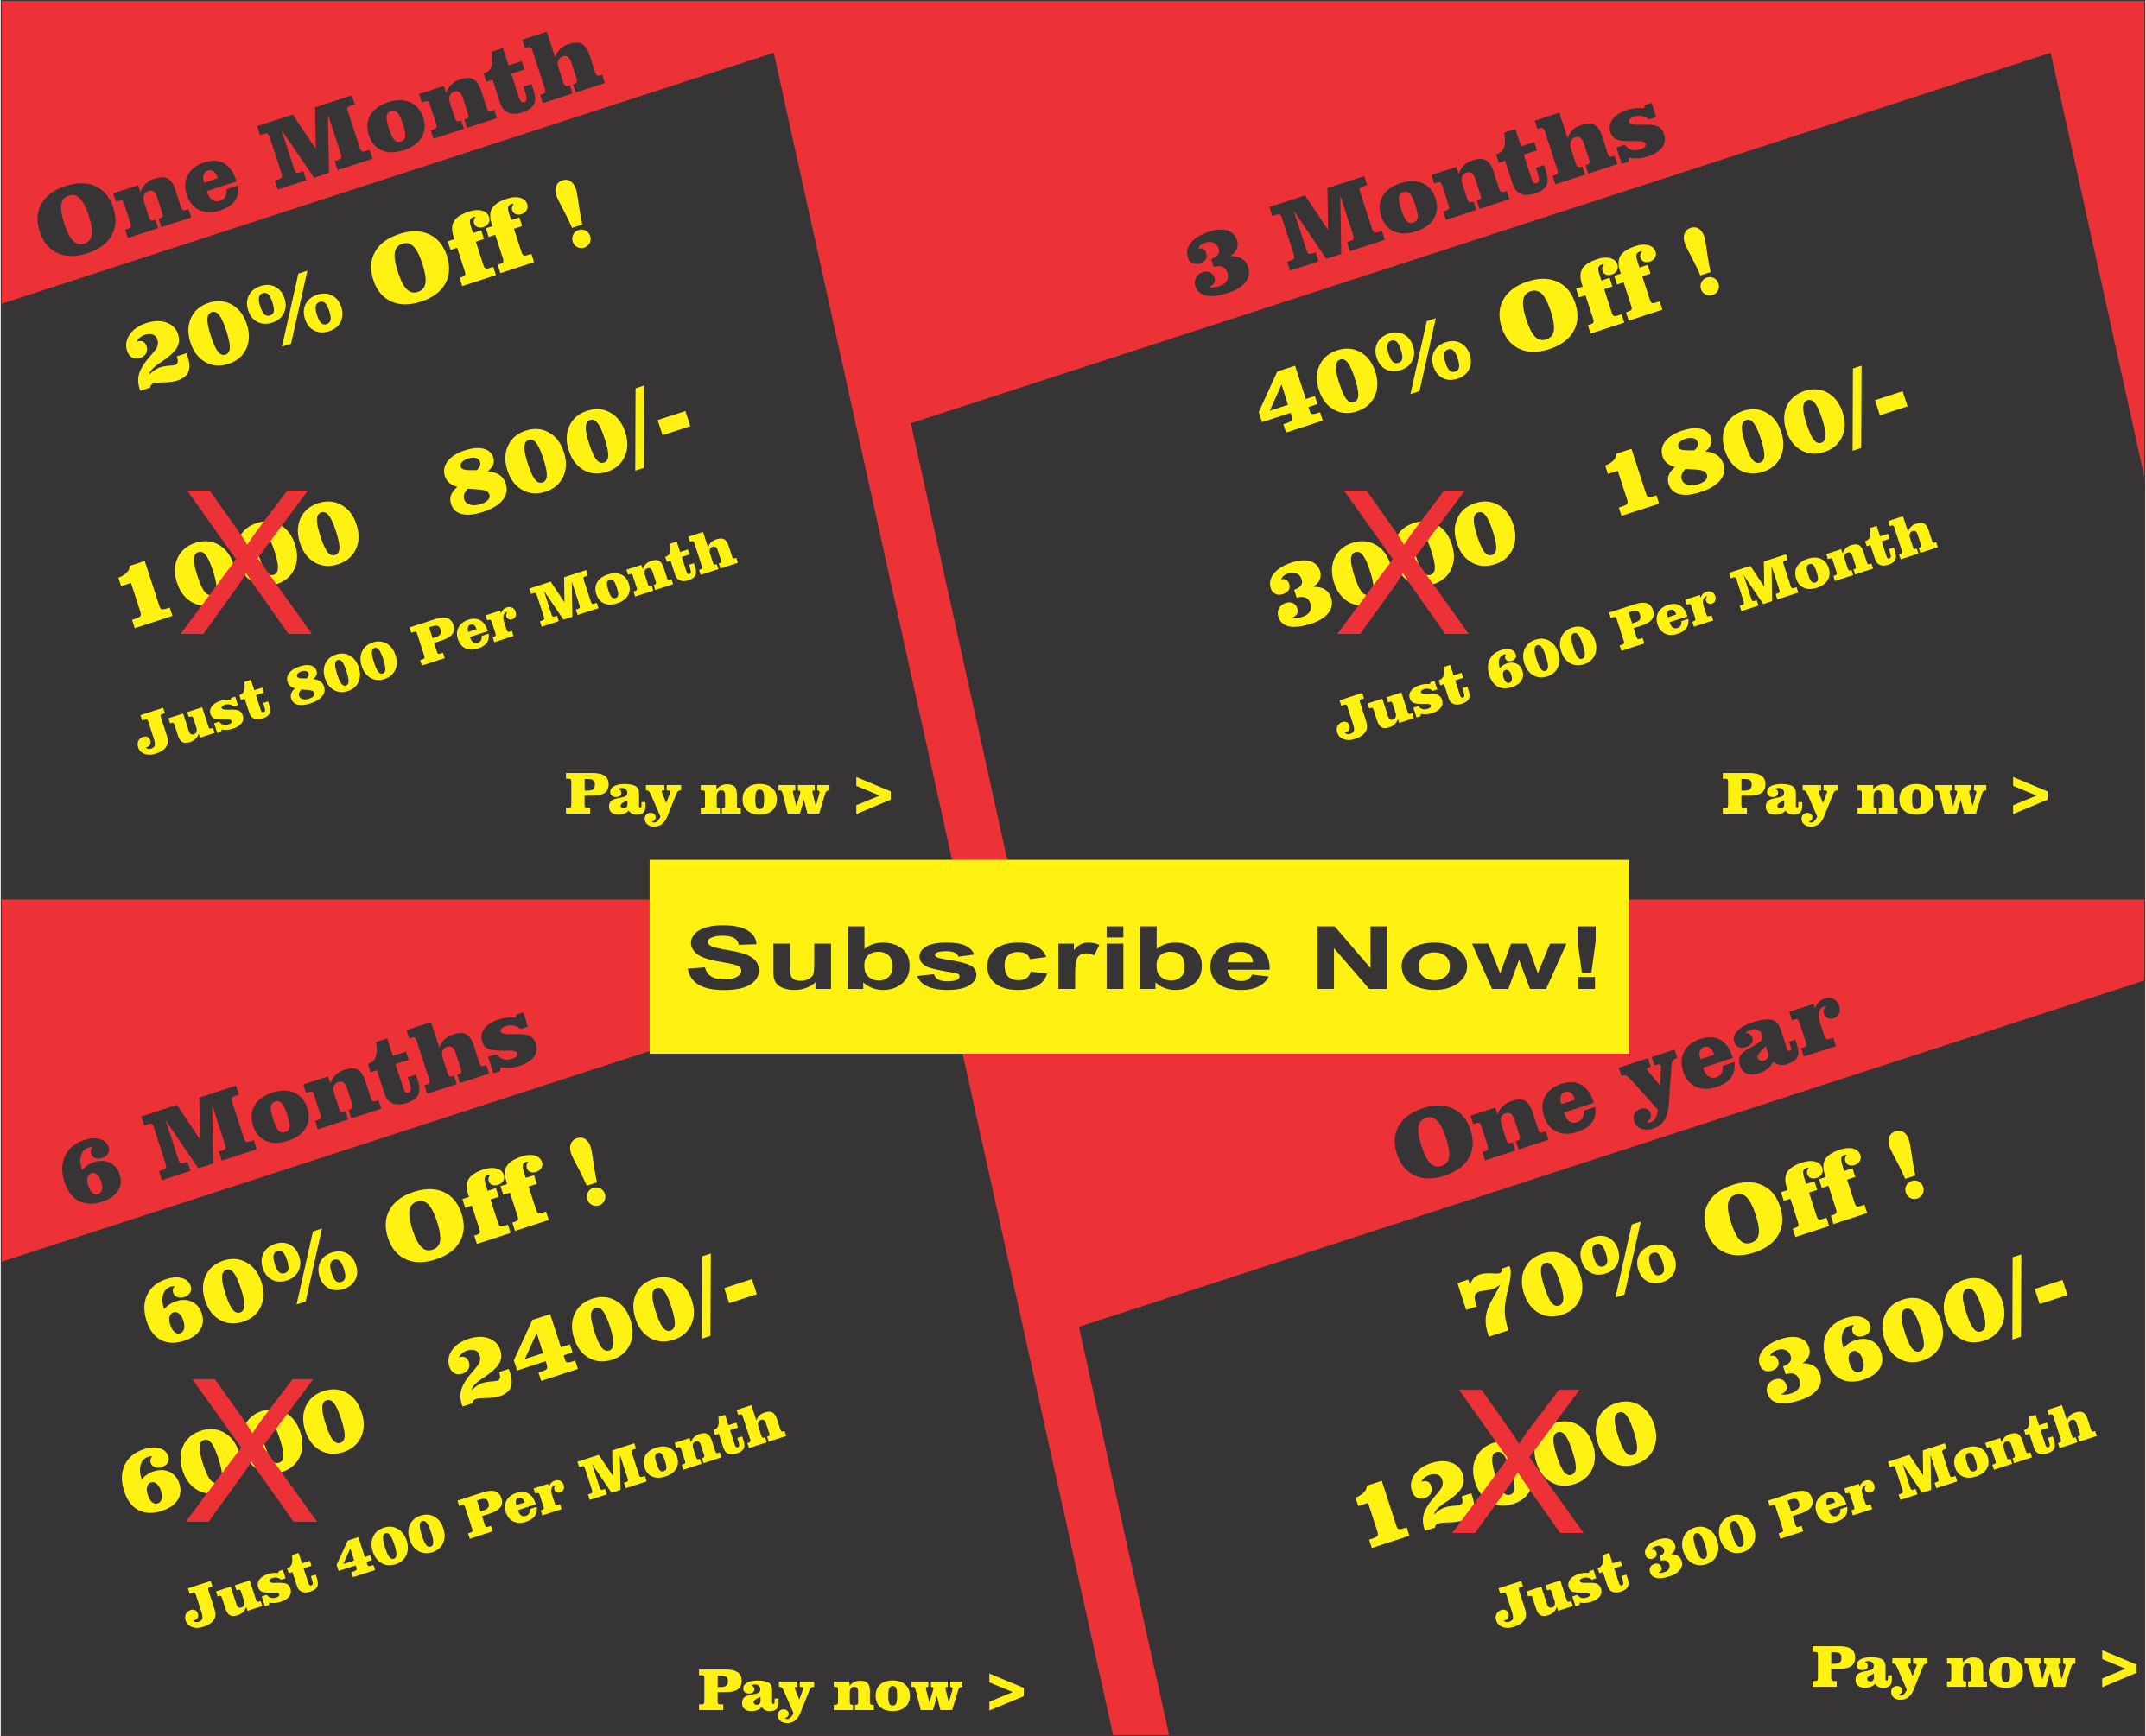 One Month
20% Off !
1000 800/-
Just 800 Per Month
Pay now >
3 Months
40% Off !
3000 1800/-
Just 600 Per Month
Pay now >
Subscribe Now!
6 Months
60% Off !
6000 2400/-
Just 400 Per Month
Pay now >
One year
70% Off !
12000 3600/-
Just 300 Per Month
Pay now >